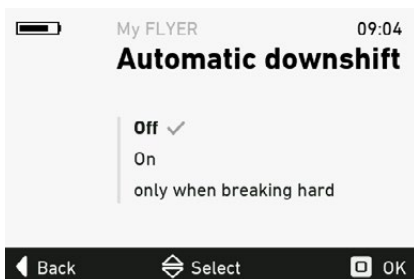 My FLYER 09:04
Automatic downshift
Off
On
only when breaking hard
Back Select OK